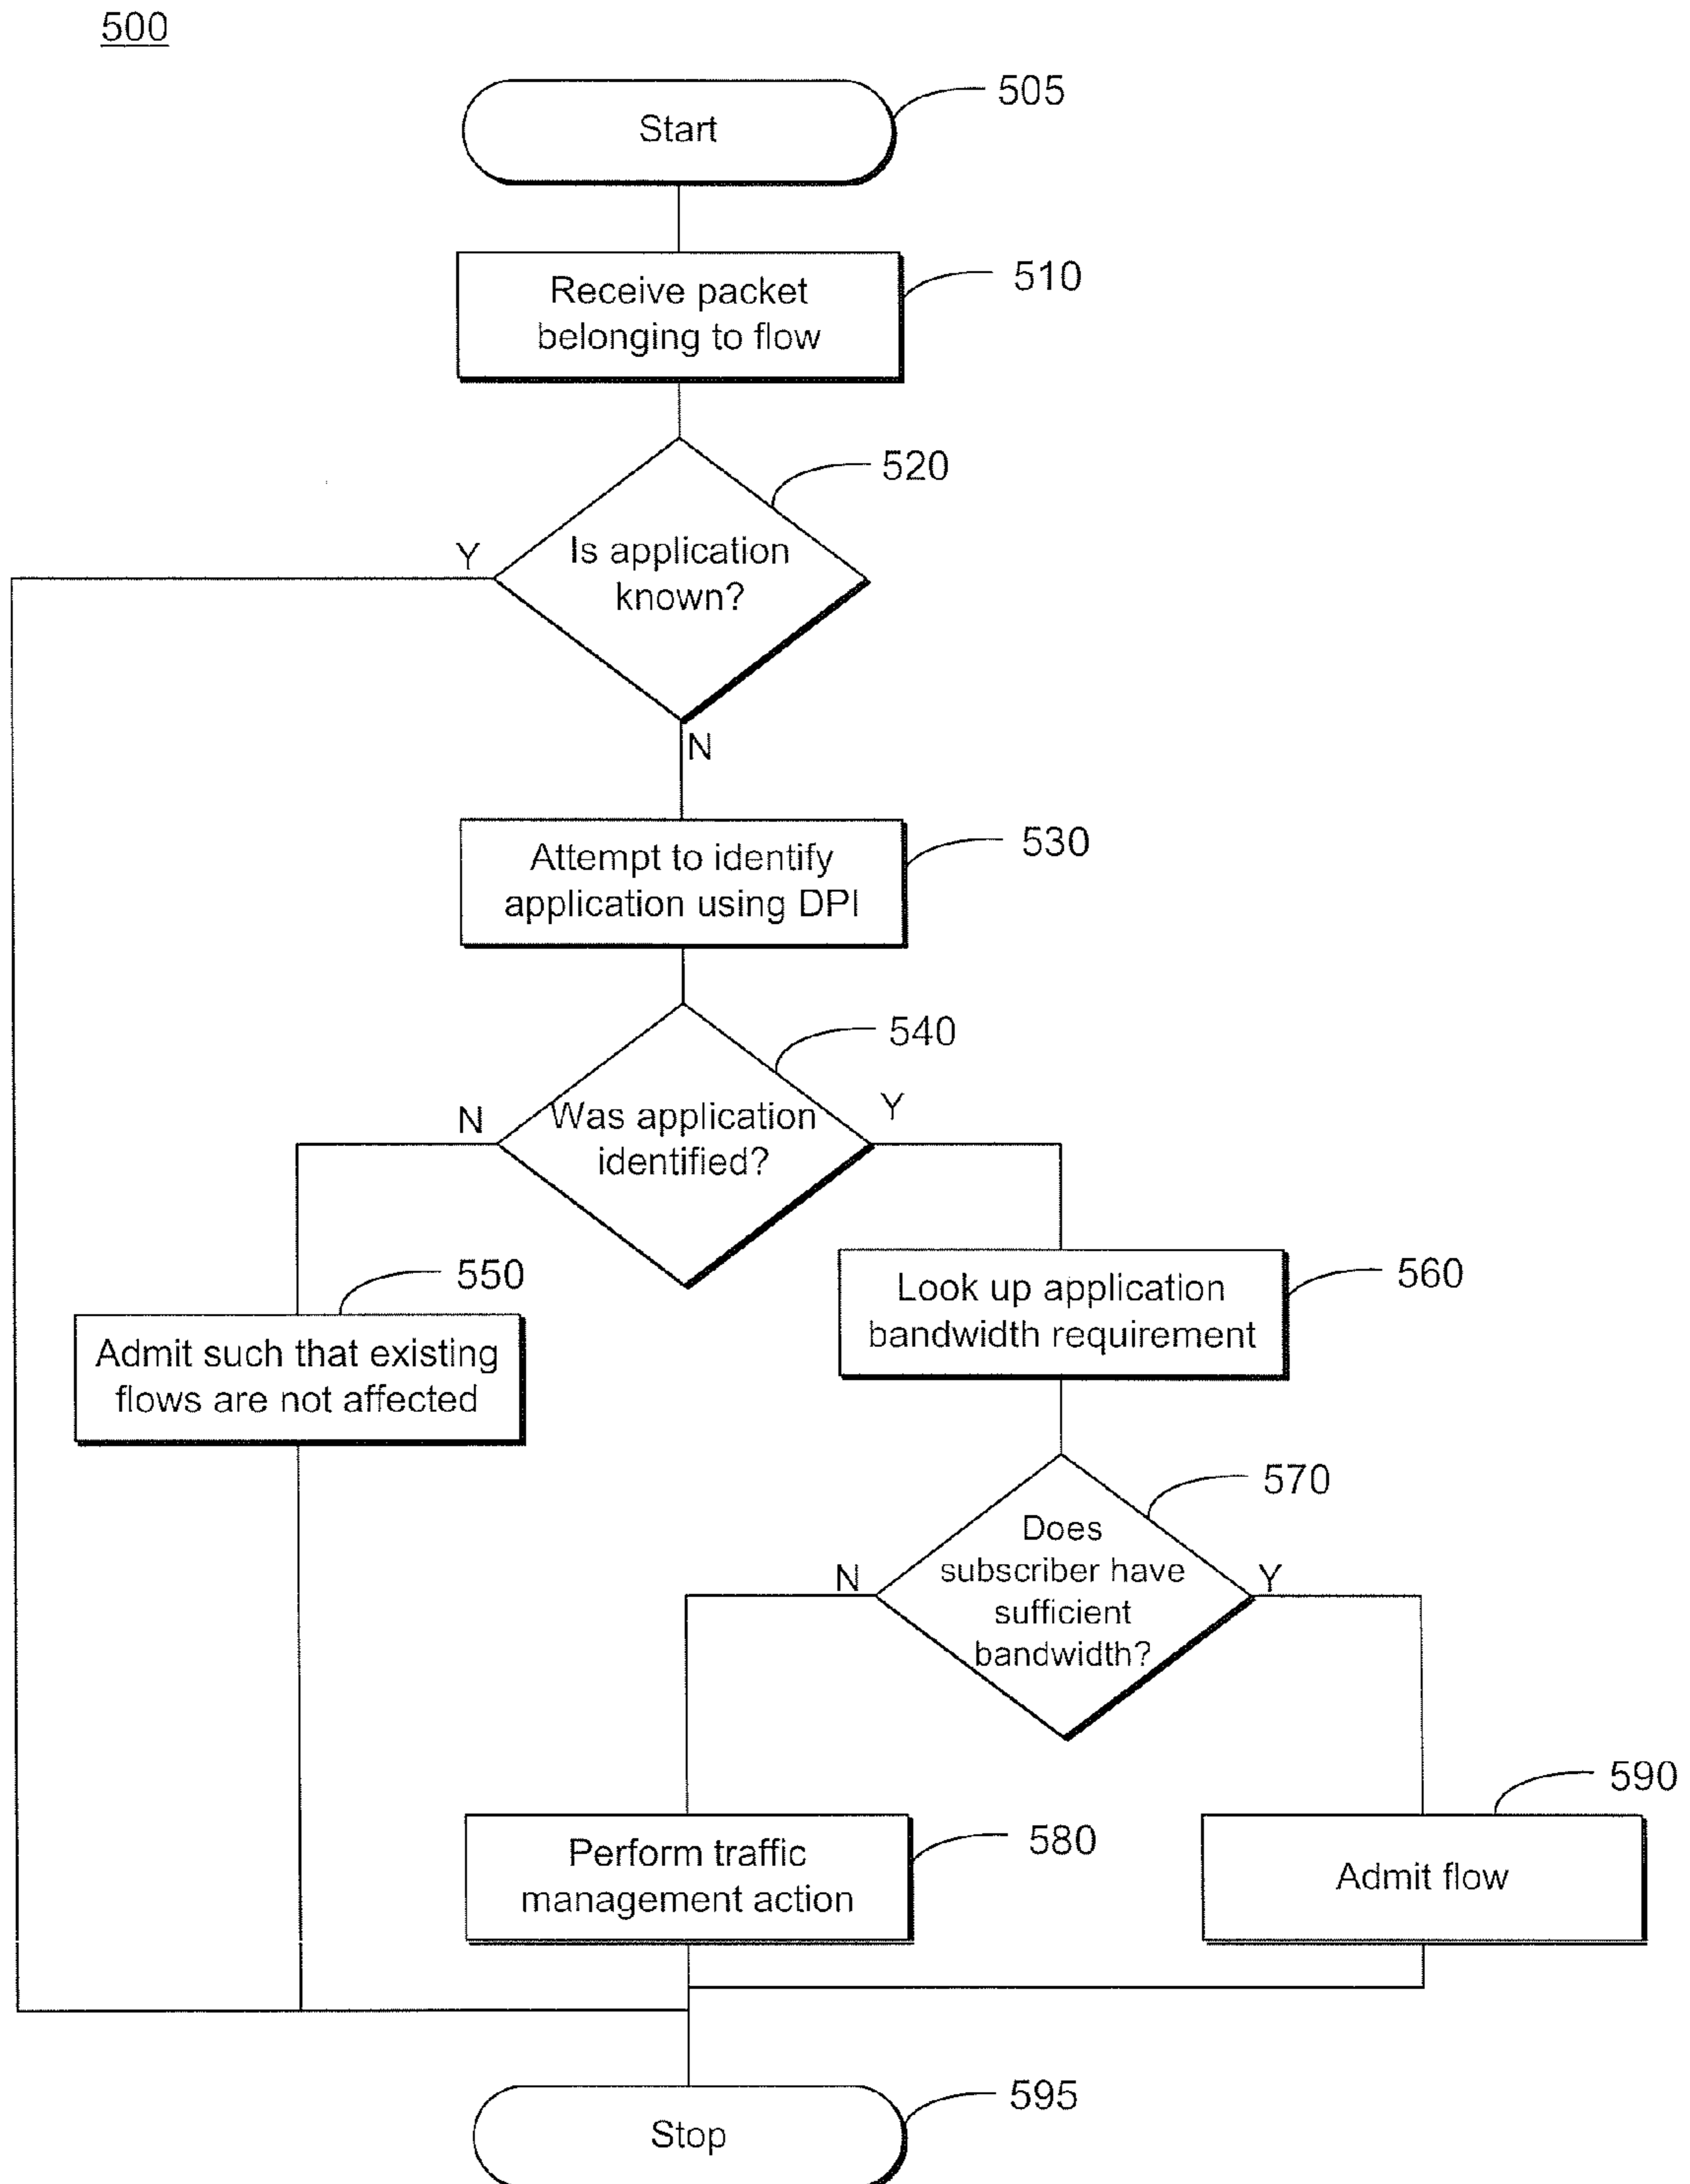 500
Start
505
Receive packet
belonging to flow
510
520
Is application
known?
Y
N
Attempt to identify
application using DPI
530
540
Was application
identified?
N
Y
550
Admit such that existing
flows are not affected
Look up application
bandwidth requirement
560
570
Does
subscriber have
sufficient
bandwidth?
N
Y
Perform traffic
management action
580
590
Admit flow
Stop
595